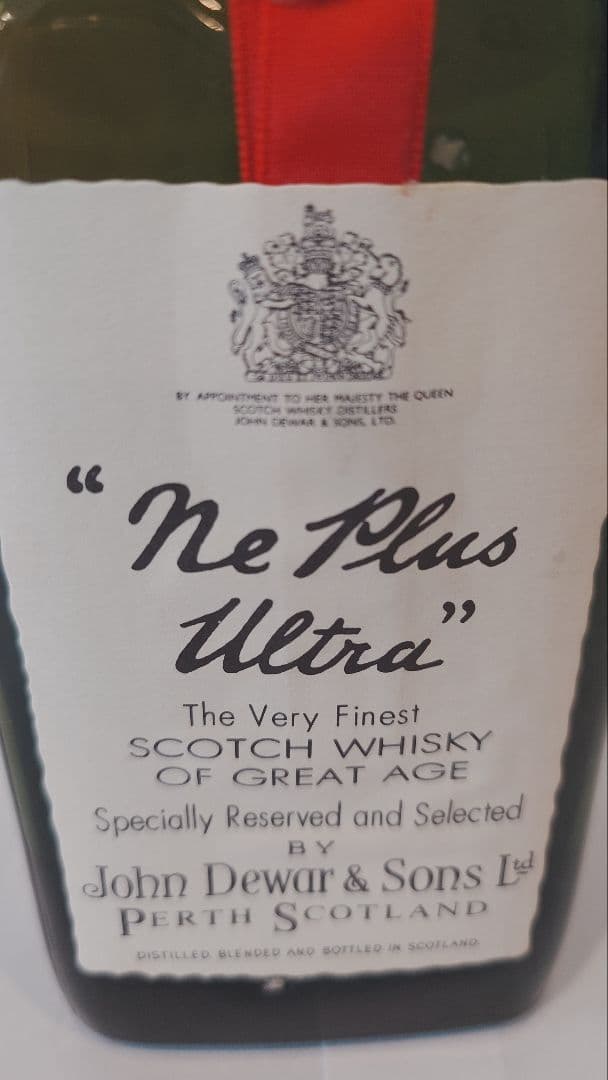 BY APPOINTMENT TO HER MAJESTY THE QUEEN
SCOTCH WHISKY DISTILLERS
JOHN DEWAR & SONS, LTD.
“Ne Plus
Ultra”
The Very Finest
SCOTCH WHISKY
OF GREAT AGE
Specially Reserved and Selected
BY
John Dewar & Sons Ltd
PERTH SCOTLAND
DISTILLED, BLENDED AND BOTTLED IN SCOTLAND